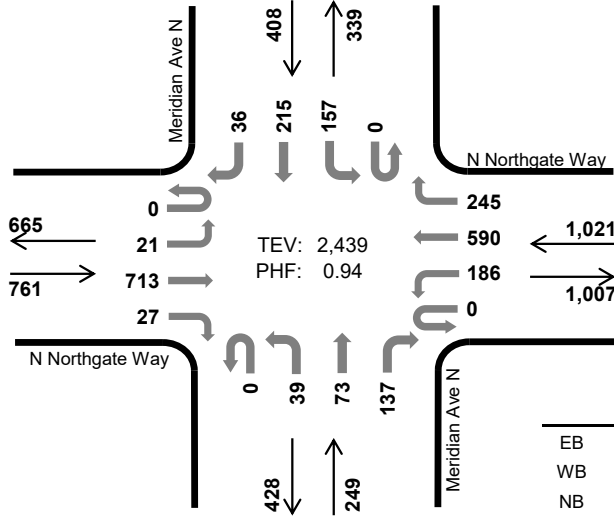 Meridian Ave N
408
339
36
215
157
0
N Northgate Way
0
245
665
21
TEV: 2,439
590
1,021
761
713
PHF: 0.94
186
1,007
27
0
N Northgate Way
0
39
73
137
Meridian Ave N
428
249
EB
WB
NB